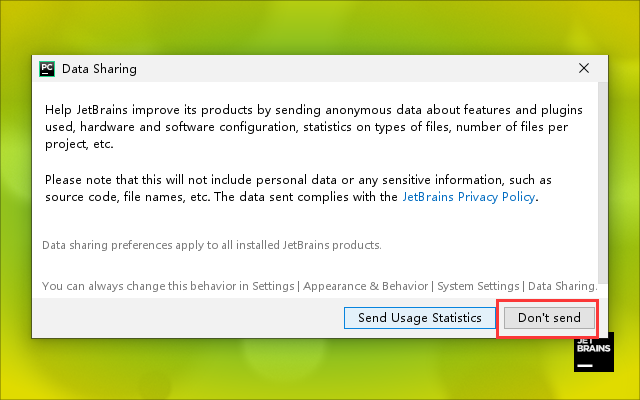 PC
Data Sharing
Help JetBrains improve its products by sending anonymous data about features and plugins
used, hardware and software configuration, statistics on types of files, number of files per
project, etc.
Please note that this will not include personal data or any sensitive information, such as
source code, file names, etc. The data sent complies with the JetBrains Privacy Policy.
Data sharing preferences apply to all installed JetBrains products.
You can always change this behavior in Settings | Appearance & Behavior | System Settings | Data Sharing.
Send Usage Statistics
Don't send
JET
BRAINS